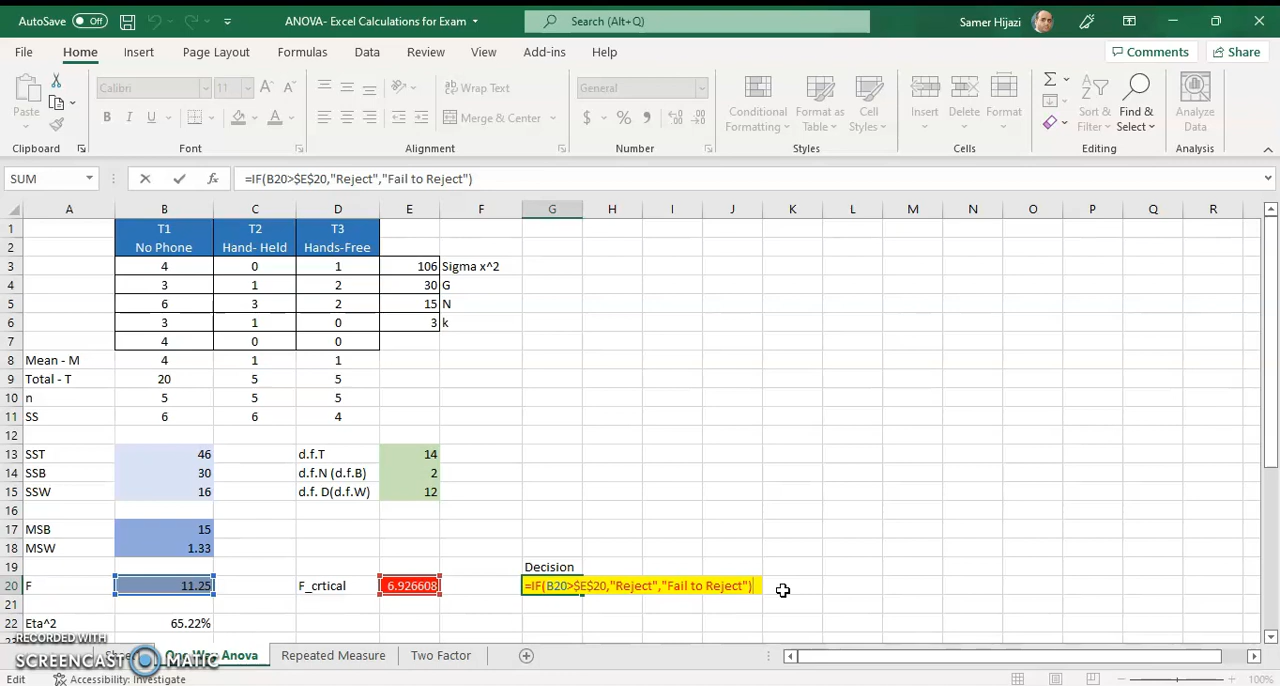 AutoSave Off ANOVA- Excel Calculations for Exam Search (Alt+Q) Samer Hijazi
File Home Insert Page Layout Formulas Data Review View Add-ins Help Comments Share
Calibri 11 Wrap Text General
Paste Merge & Center Conditional Formatting Format as Table Cell Styles Insert Delete Format Sort & Filter Find & Select Analyze Data
Clipboard Font Alignment Number Styles Cells Editing Analysis
SUM =IF(B20>$E$20,"Reject","Fail to Reject")
A B C D E F G H I J K L M N O P Q R
1 T1 T2 T3
2 No Phone Hand- Held Hands-Free
3 4 0 1 106 Sigma x^2
4 3 1 2 30 G
5 6 3 2 15 N
6 3 1 0 3 k
7 4 0 0
8 Mean - M 4 1 1
9 Total - T 20 5 5
10 n 5 5 5
11 SS 6 6 4
12
13 SST 46 d.f.T 14
14 SSB 30 d.f.N (d.f.B) 2
15 SSW 16 d.f. D(d.f.W) 12
16
17 MSB 15
18 MSW 1.33
19 Decision
20 F 11.25 F_crtical 6.926608 =IF(B20>$E$20,"Reject","Fail to Reject")
21
22 Eta^2 65.22%
RECORDED WITH
SCREENCAST MATIC
Anova Repeated Measure Two Factor
Edit Accessibility: Investigate 100%